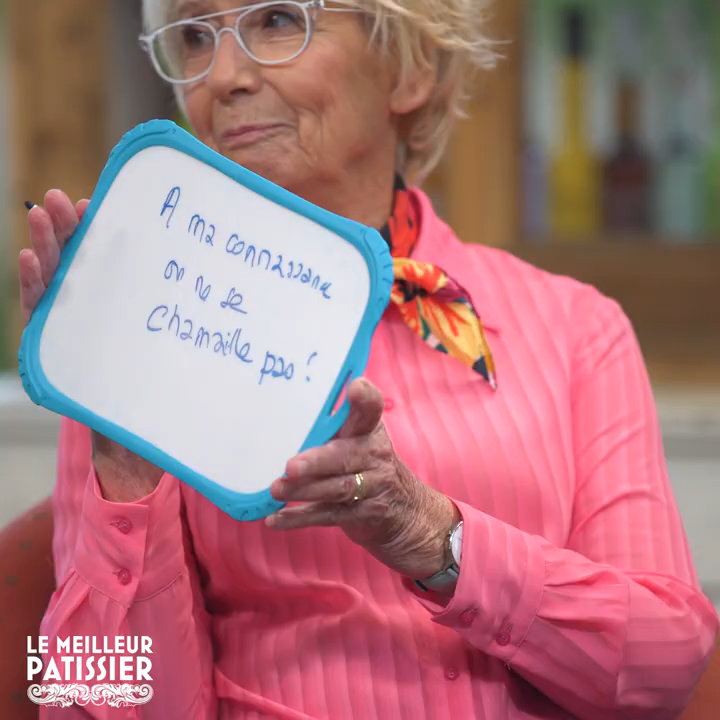 A ma connaissance
on ne se
chamaille pas !
LE MEILLEUR
PATISSIER